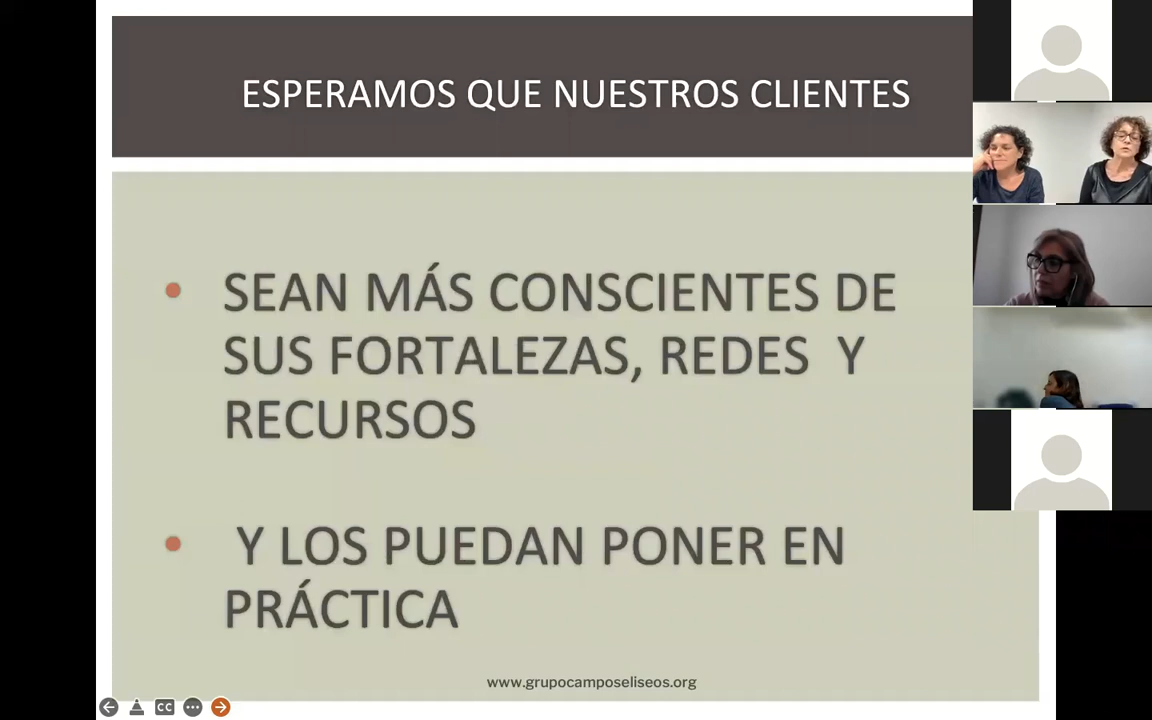 ESPERAMOS QUE NUESTROS CLIENTES
• SEAN MÁS CONSCIENTES DE
SUS FORTALEZAS, REDES Y
RECURSOS
• Y LOS PUEDAN PONER EN
PRÁCTICA
www.grupocamposeliseos.org
CC